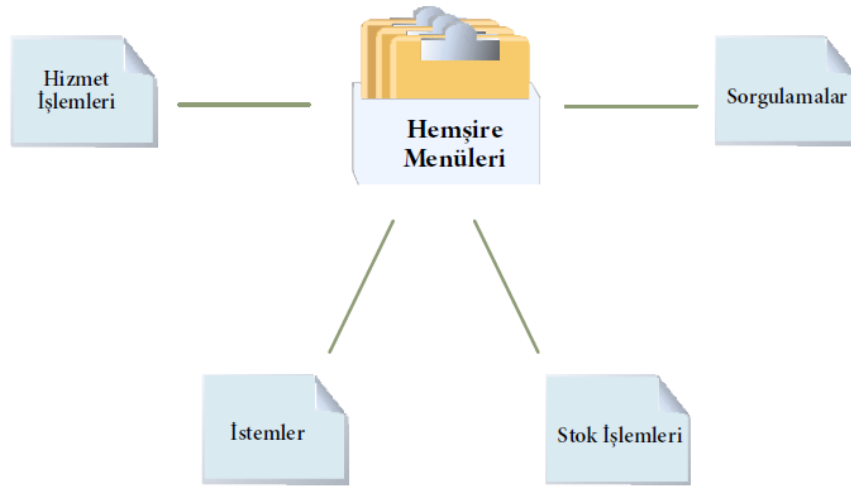 Hizmet
İşlemleri
Hemşire
Menüleri
Sorgulamalar
İstemler
Stok İşlemleri